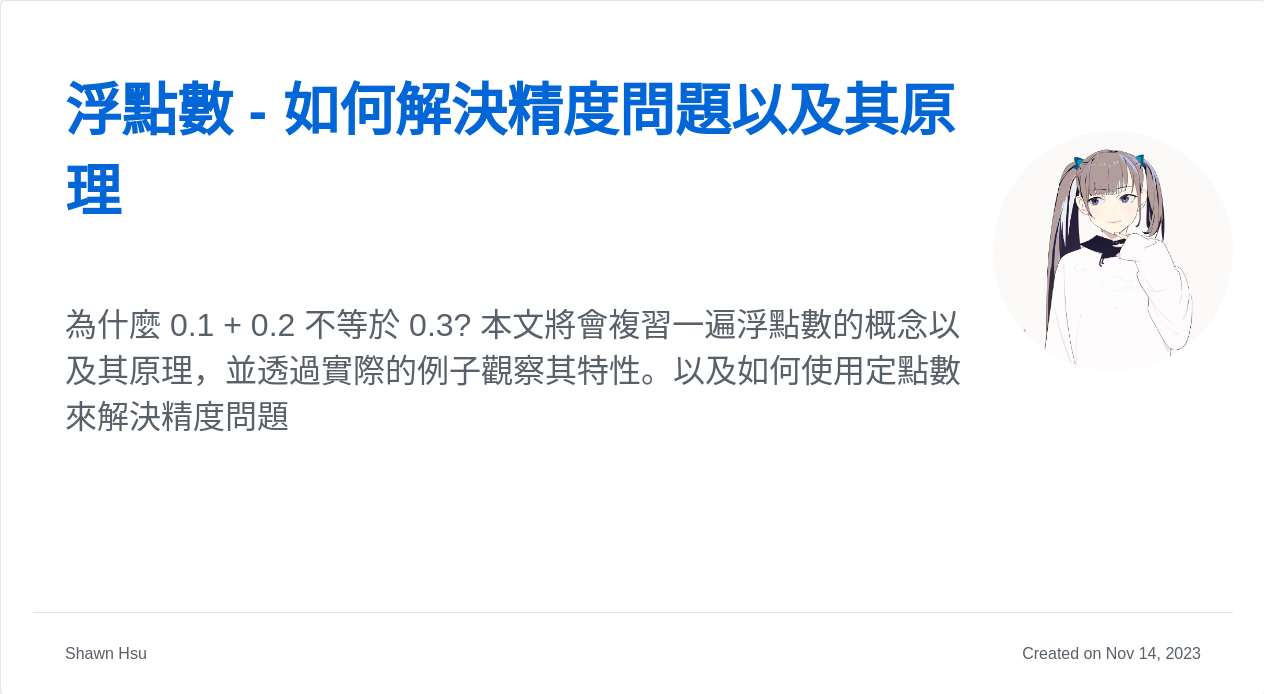 浮點數 - 如何解決精度問題以及其原
理
為什麼 0.1 + 0.2 不等於 0.3? 本文將會複習一遍浮點數的概念以
及其原理，並透過實際的例子觀察其特性。以及如何使用定點數
來解決精度問題
Shawn Hsu
Created on Nov 14, 2023